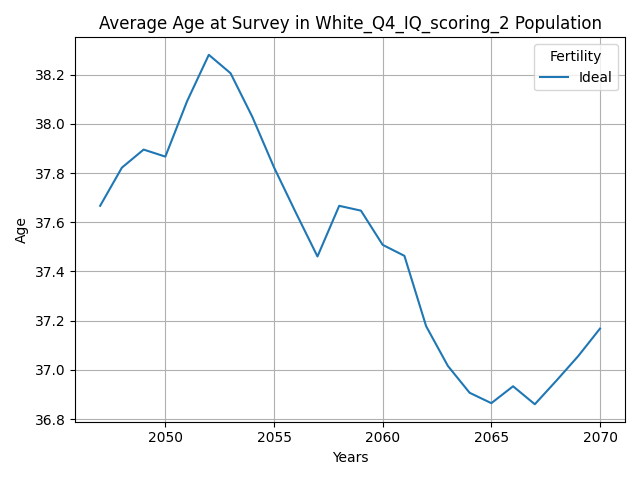 Average Age at Survey in White_Q4_IQ_scoring_2 Population
Fertility
Ideal
38.2
38.0
37.8
37.6
37.4
37.2
37.0
36.8
Age
2050 2055 2060 2065 2070
Years